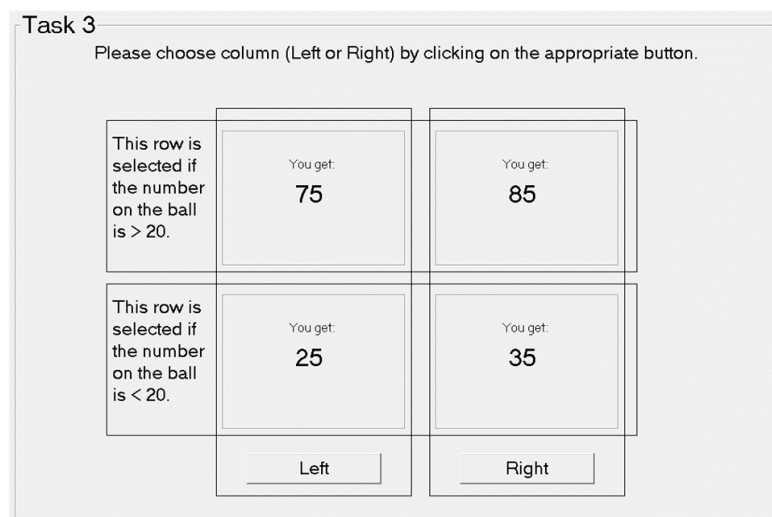 Task 3
Please choose column (Left or Right) by clicking on the appropriate button.
This row is
selected if
the number
on the ball
is > 20.
You get:
75
You get:
85
This row is
selected if
the number
on the ball
is < 20.
You get:
25
You get:
35
Left
Right